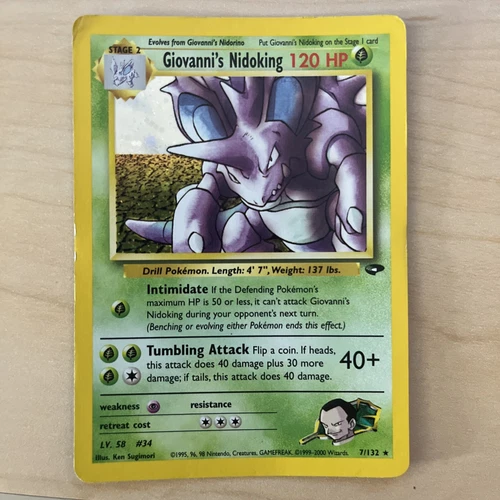 Evolves from Giovanni's Nidorino Put Giovanni's Nidoking on the Stage 1 card
STAGE 2
Giovanni's Nidoking 120 HP
Drill Pokémon. Length: 4' 7", Weight: 137 lbs.
Intimidate If the Defending Pokémon's
maximum HP is 50 or less, it can't attack Giovanni's
Nidoking during your opponent's next turn.
(Benching or evolving either Pokémon ends this effect.)
Tumbling Attack Flip a coin. If heads,
this attack does 40 damage plus 30 more
damage; if tails, this attack does 40 damage.
40+
weakness resistance
retreat cost
LV. 58 #34
Illus. Ken Sugimori ©1995, 96, 98 Nintendo, Creatures, GAMEFREAK. ©1999-2000 Wizards. 7/132 ★